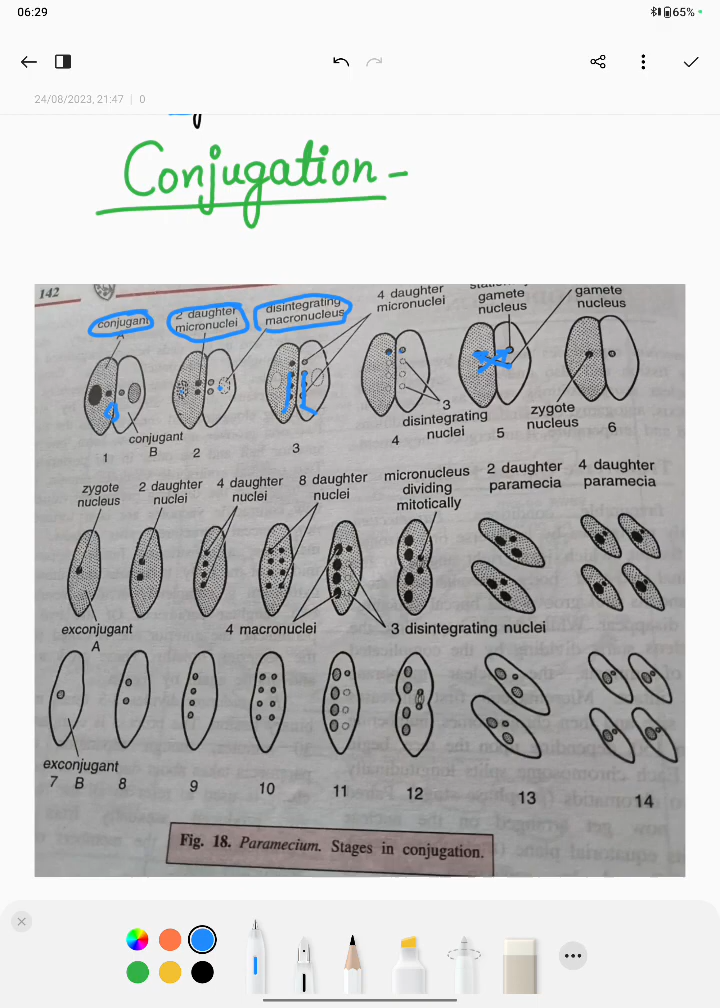 06:29
65%
24/08/2023, 21:47 | 0
Conjugation -
142
conjugant
A
2 daughter
micronuclei
disintegrating
macronucleus
4 daughter
micronuclei
gamete
nucleus
gamete
nucleus
conjugant
B
3
disintegrating
nuclei
zygote
nucleus
1 2 3 4 5 6
zygote
nucleus
2 daughter
nuclei
4 daughter
nuclei
8 daughter
nuclei
micronucleus
dividing
mitotically
2 daughter
paramecia
4 daughter
paramecia
exconjugant
A
4 macronuclei
3 disintegrating nuclei
exconjugant
B
7 8 9 10 11 12 13 14
Fig. 18. Paramecium. Stages in conjugation.